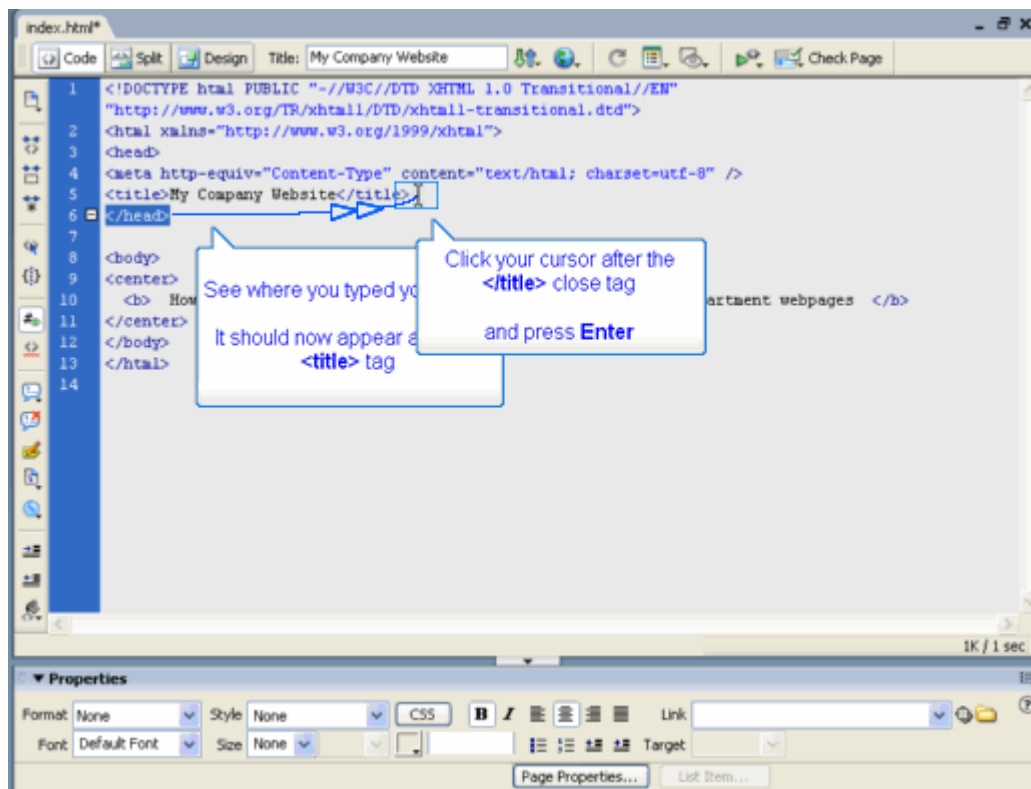 index.html*
Code Split Design Title: My Company Website Check Page
1 <!DOCTYPE html PUBLIC "-//W3C//DTD XHTML 1.0 Transitional//EN"
"http://www.w3.org/TR/xhtml1/DTD/xhtml1-transitional.dtd">
2 <html xmlns="http://www.w3.org/1999/xhtml">
3 <head>
4 <meta http-equiv="Content-Type" content="text/html; charset=utf-8" />
5 <title>My Company Website</title>
6 </head>
7
8 <body>
9 <center>
10 <b> How artment webpages </b>
11 </center>
12 </body>
13 </html>
14
See where you typed yo
It should now appear a
<title> tag
Click your cursor after the
</title> close tag
and press Enter
1K / 1 sec
Properties
Format None Style None CSS B I Link
Font Default Font Size None Target
Page Properties... List Item...